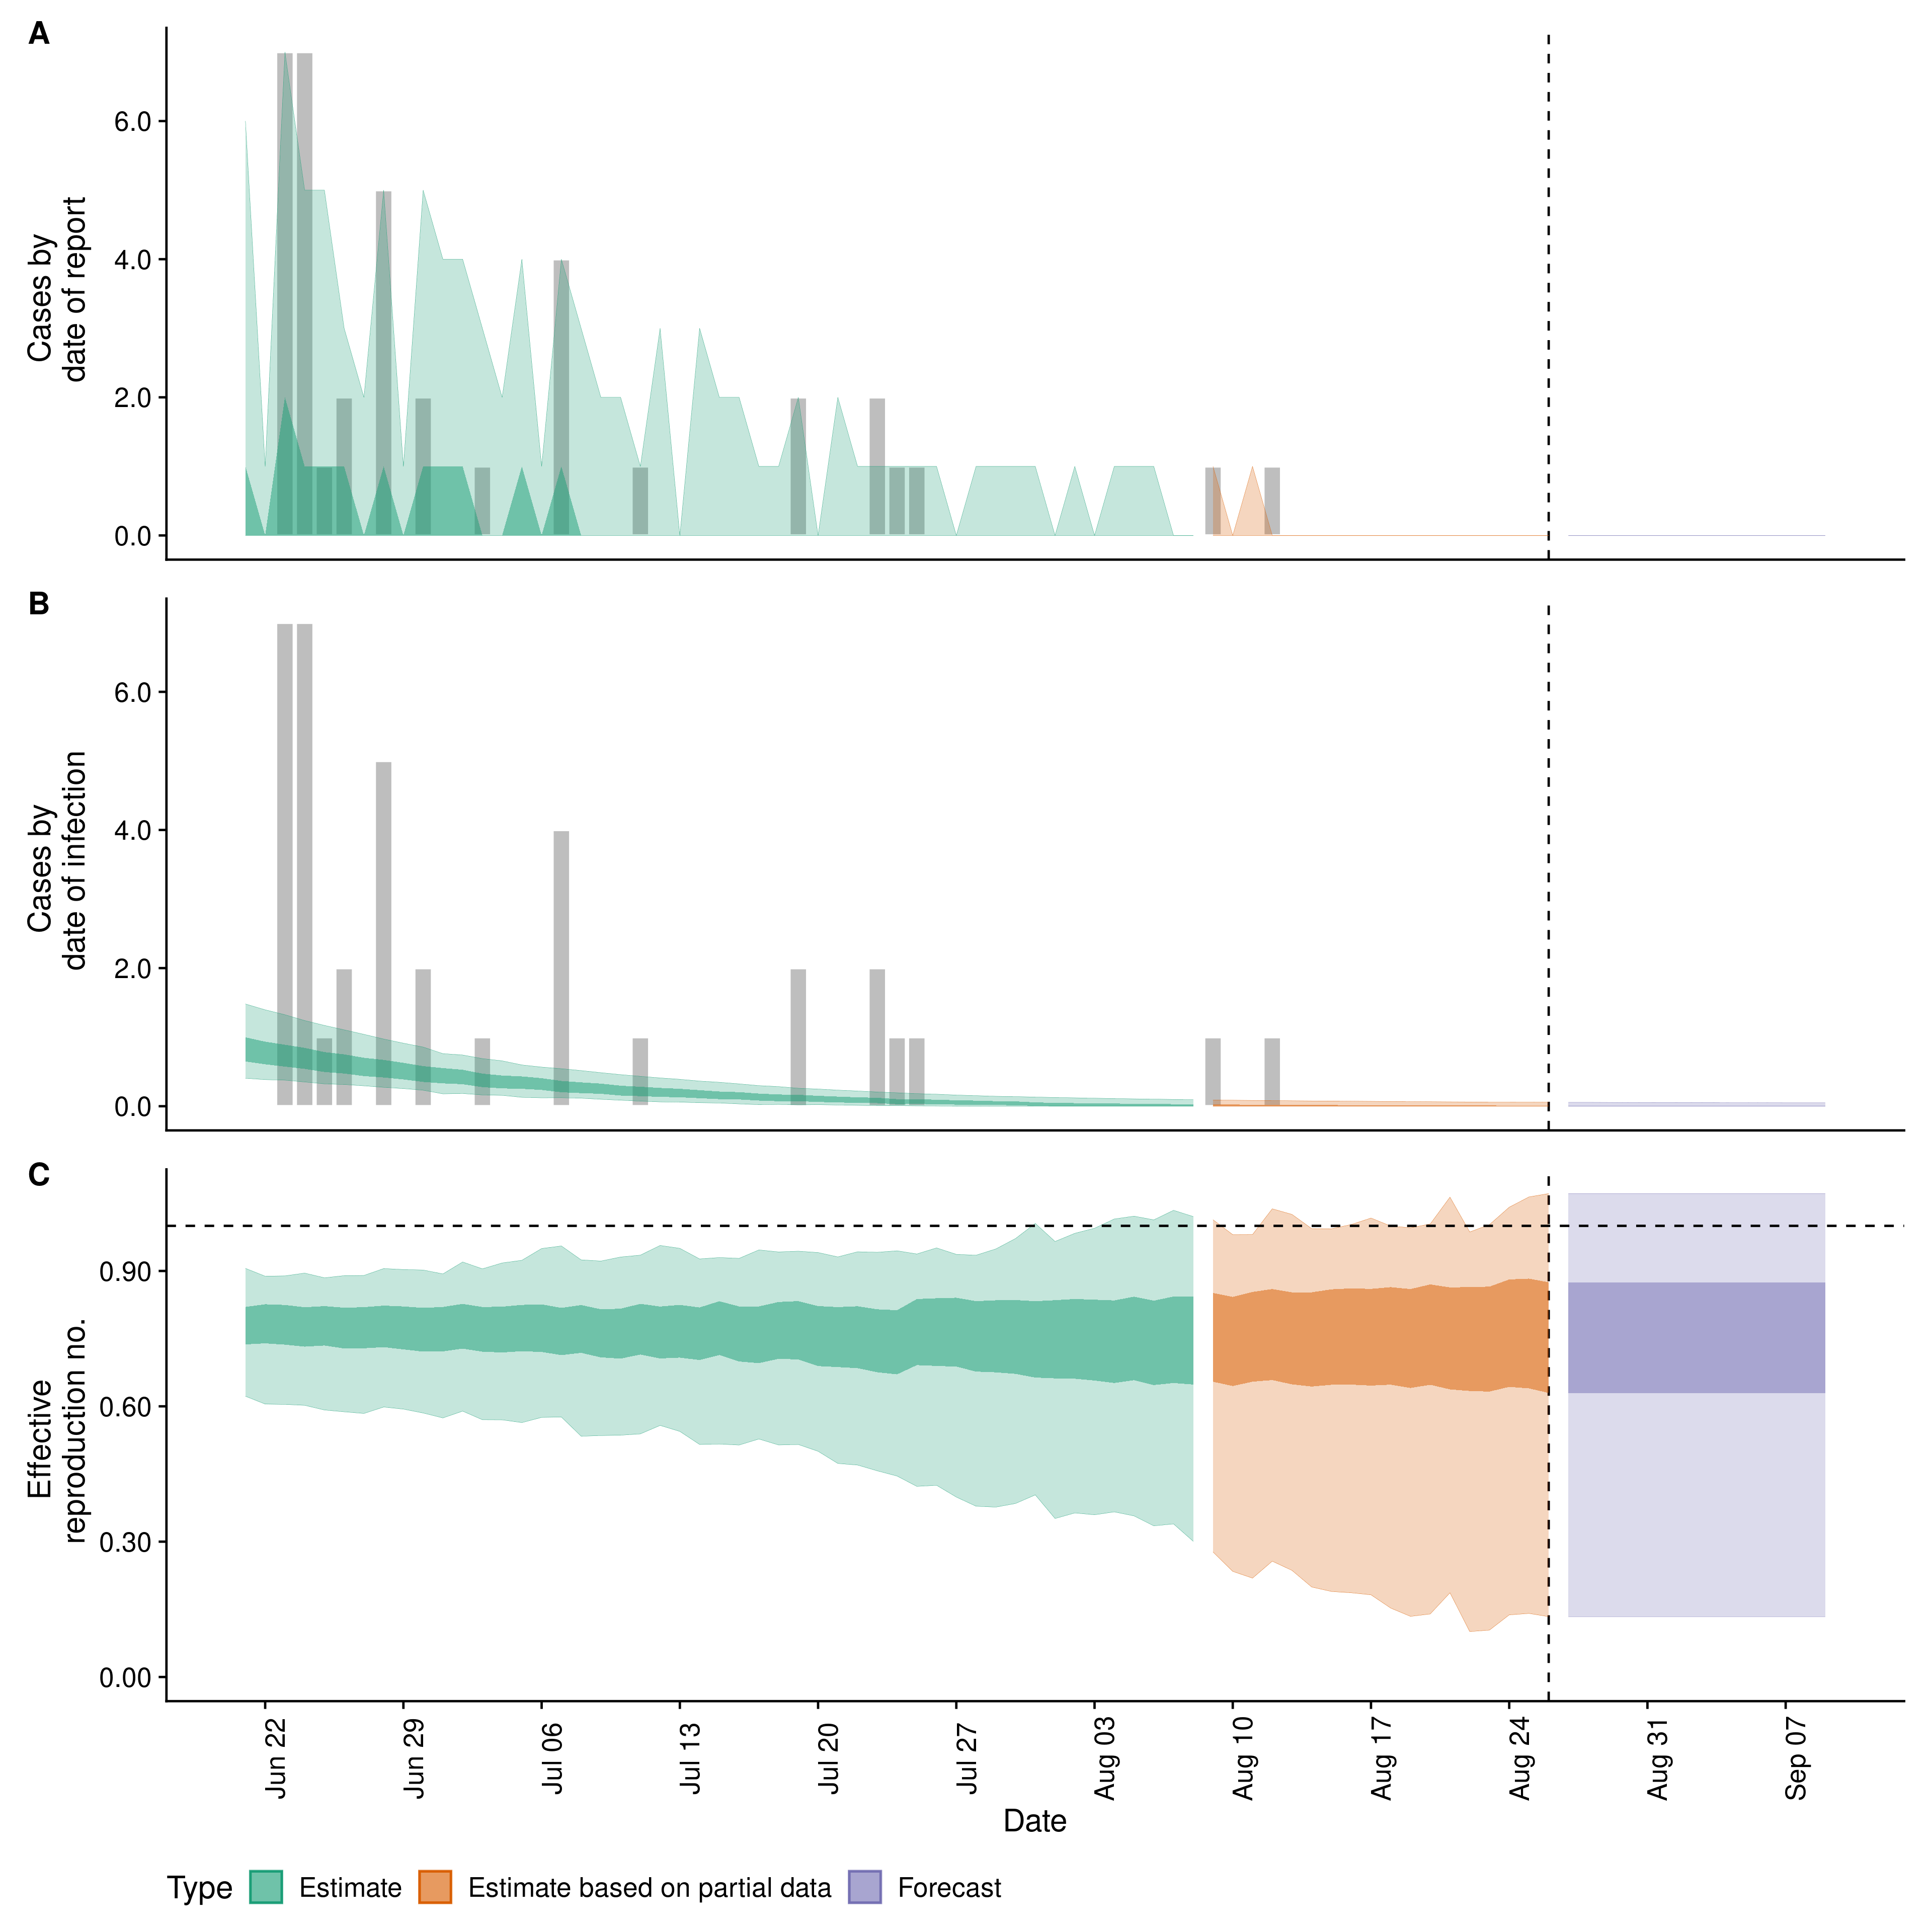 A
Cases by
date of report
6.0
4.0
2.0
0.0
B
Cases by
date of infection
6.0
4.0
2.0
0.0
C
Effective
reproduction no.
0.90
0.60
0.30
0.00
Jun 22
Jun 29
Jul 06
Jul 13
Jul 20
Jul 27
Aug 03
Aug 10
Aug 17
Aug 24
Aug 31
Sep 07
Date
Type Estimate Estimate based on partial data Forecast